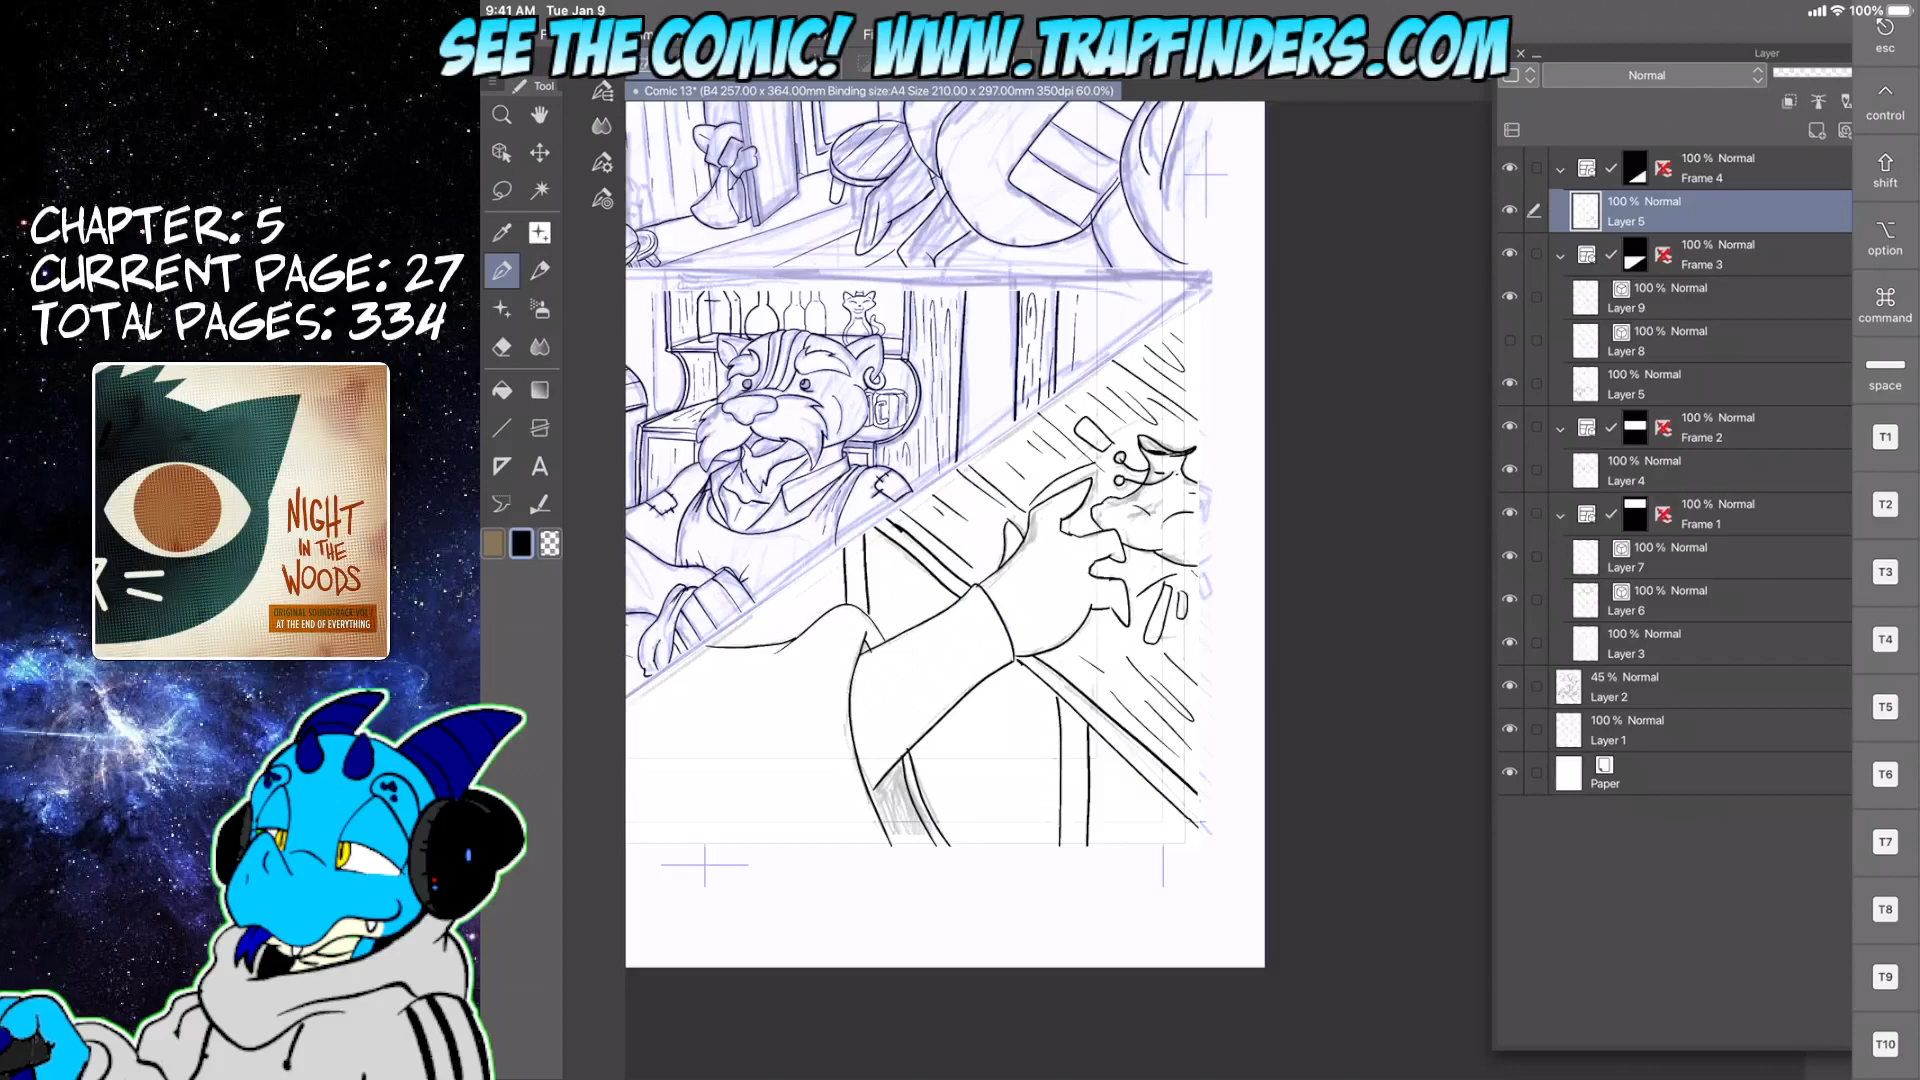 9:41 AM Tue Jan 9
100%
SEE THE COMIC! WWW.TRAPFINDERS.COM
Layer
esc
Tool
Normal
Comic 13* (B4 257.00 x 364.00mm Binding size:A4 Size 210.00 x 297.00mm 350dpi 60.0%)
control
100 % Normal
Frame 4
shift
100 % Normal
Layer 5
option
100 % Normal
Frame 3
100 % Normal
Layer 9
command
100 % Normal
Layer 8
100 % Normal
Layer 5
space
100 % Normal
Frame 2
T1
100 % Normal
Layer 4
T2
100 % Normal
Frame 1
100 % Normal
Layer 7
T3
100 % Normal
Layer 6
100 % Normal
Layer 3
T4
45 % Normal
Layer 2
T5
100 % Normal
Layer 1
Paper
T6
T7
T8
T9
T10
CHAPTER: 5
CURRENT PAGE: 27
TOTAL PAGES: 334
NIGHT
IN THE
WOODS
ORIGINAL SOUNDTRACK VOL. I
AT THE END OF EVERYTHING
A